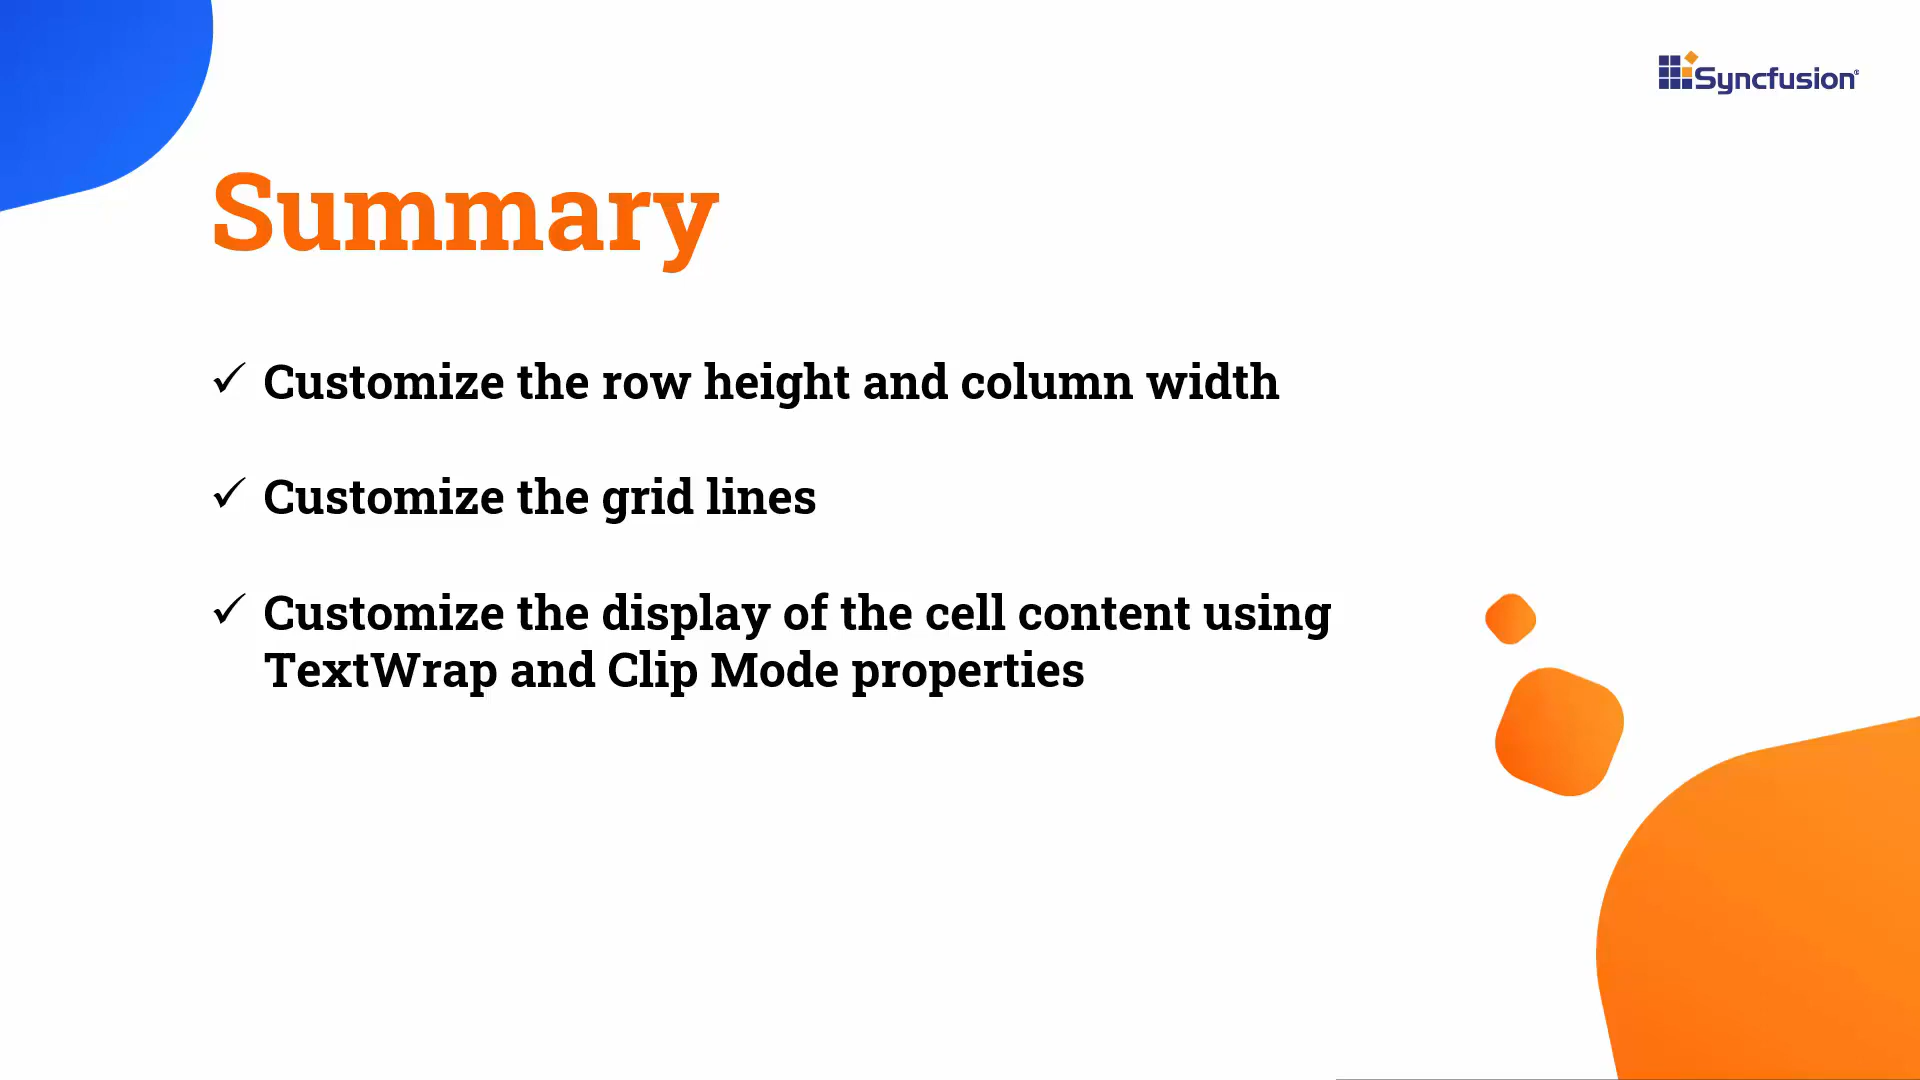 Syncfusion®
Summary
✓ Customize the row height and column width
✓ Customize the grid lines
✓ Customize the display of the cell content using
TextWrap and Clip Mode properties